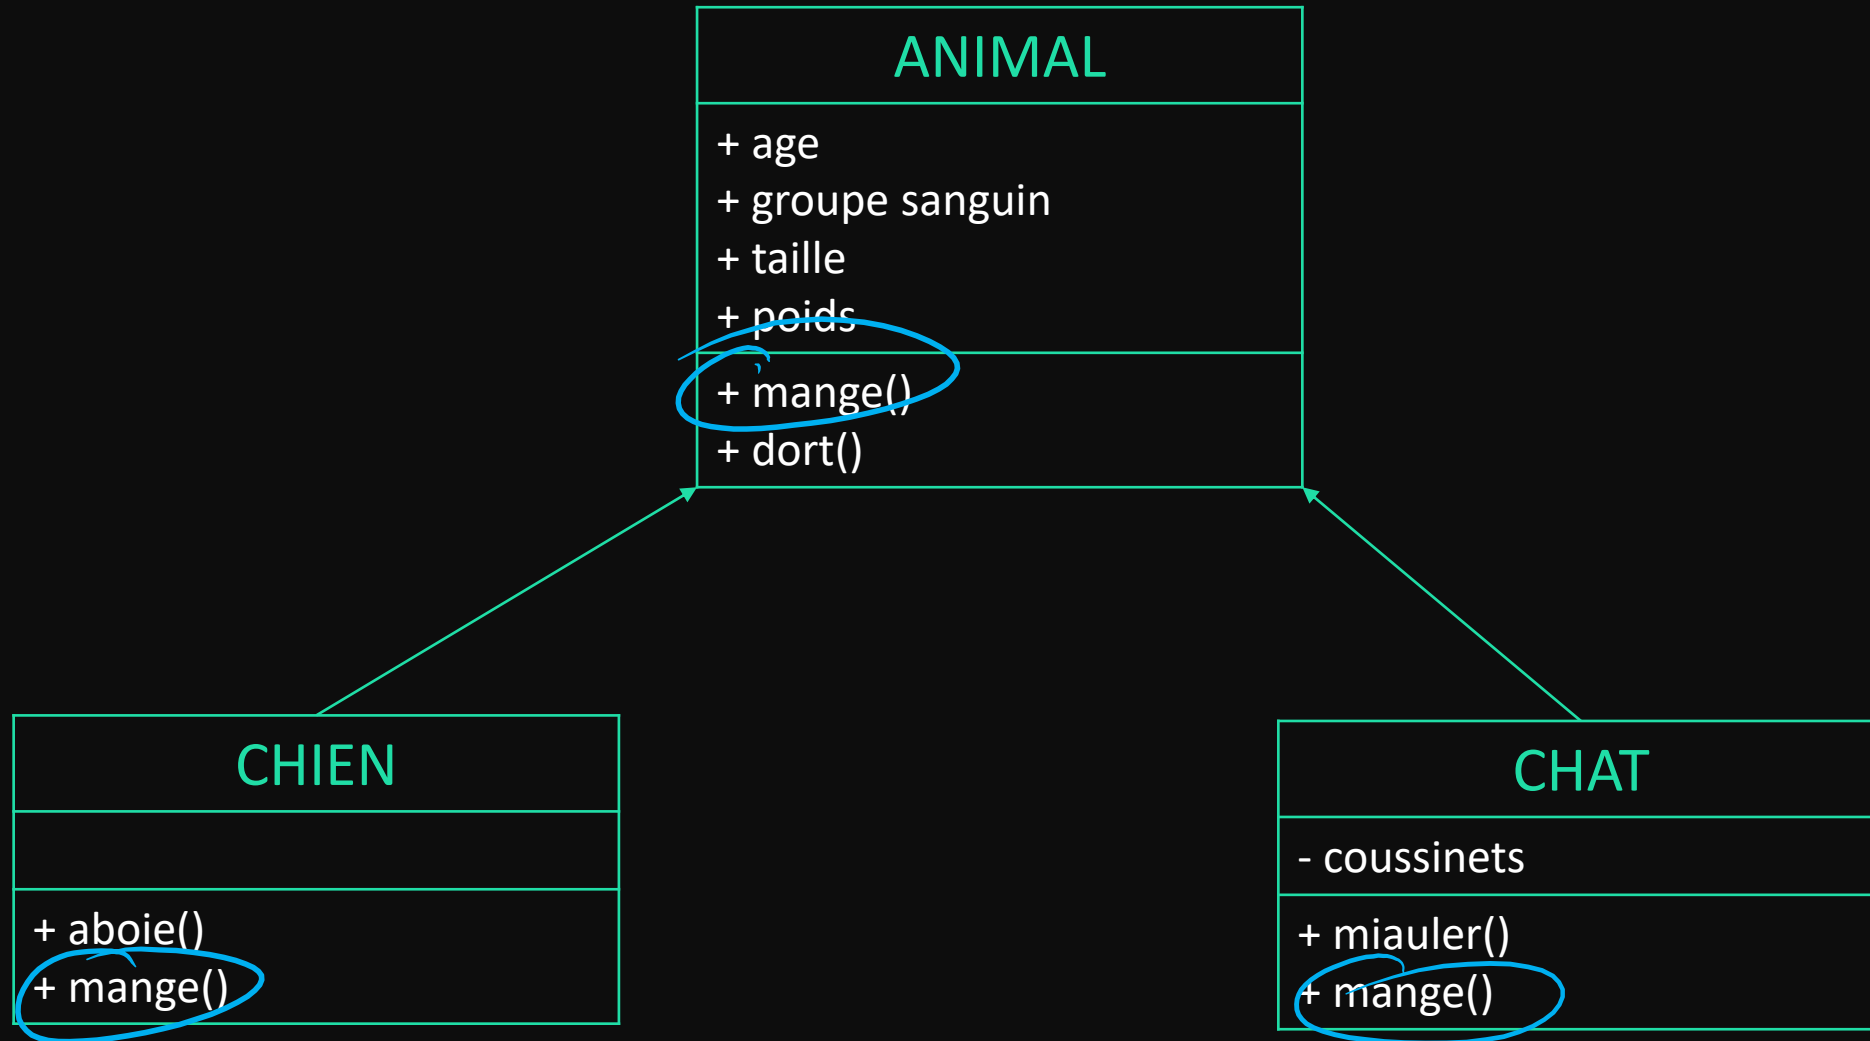 ANIMAL
+ age
+ groupe sanguin
+ taille
+ poids
+ mange()
+ dort()
CHIEN
+ aboie()
+ mange()
CHAT
- coussinets
+ miauler()
+ mange()